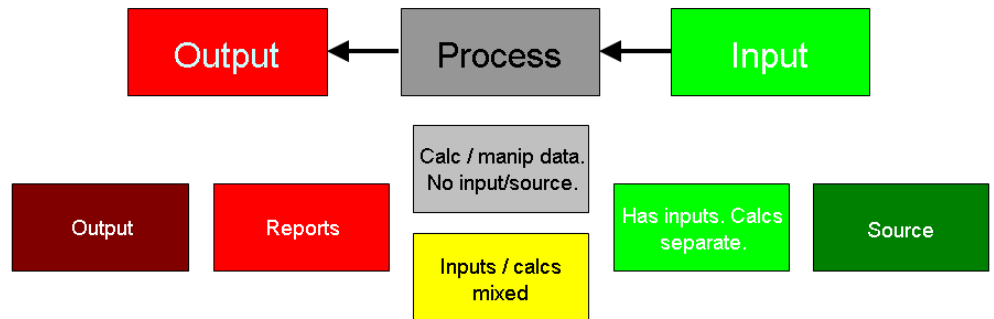 Output
Process
Input
Calc / manip data.
No input/source.
Output
Reports
Has inputs. Calcs
separate.
Source
Inputs / calcs
mixed